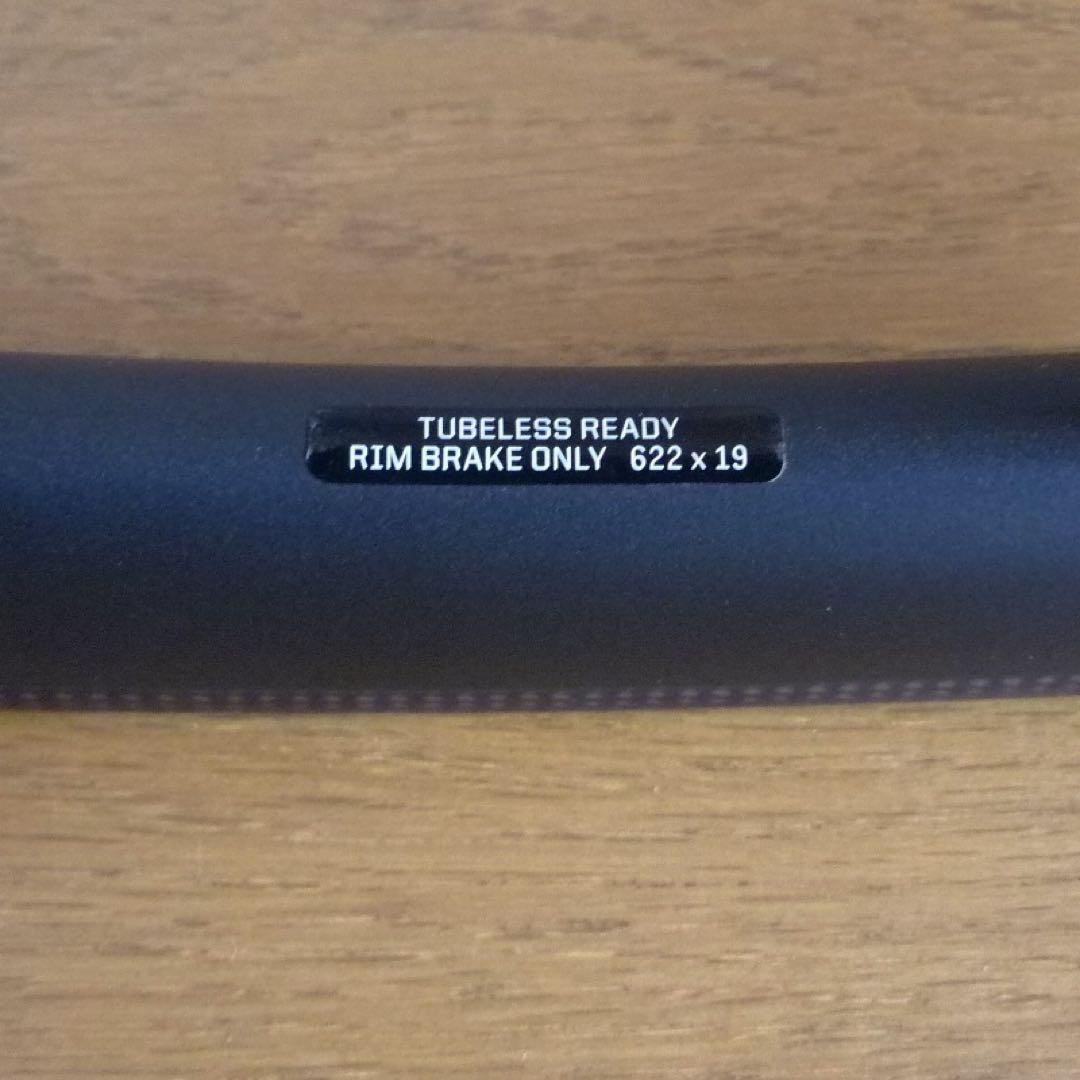 TUBELESS READY
RIM BRAKE ONLY 622 x 19